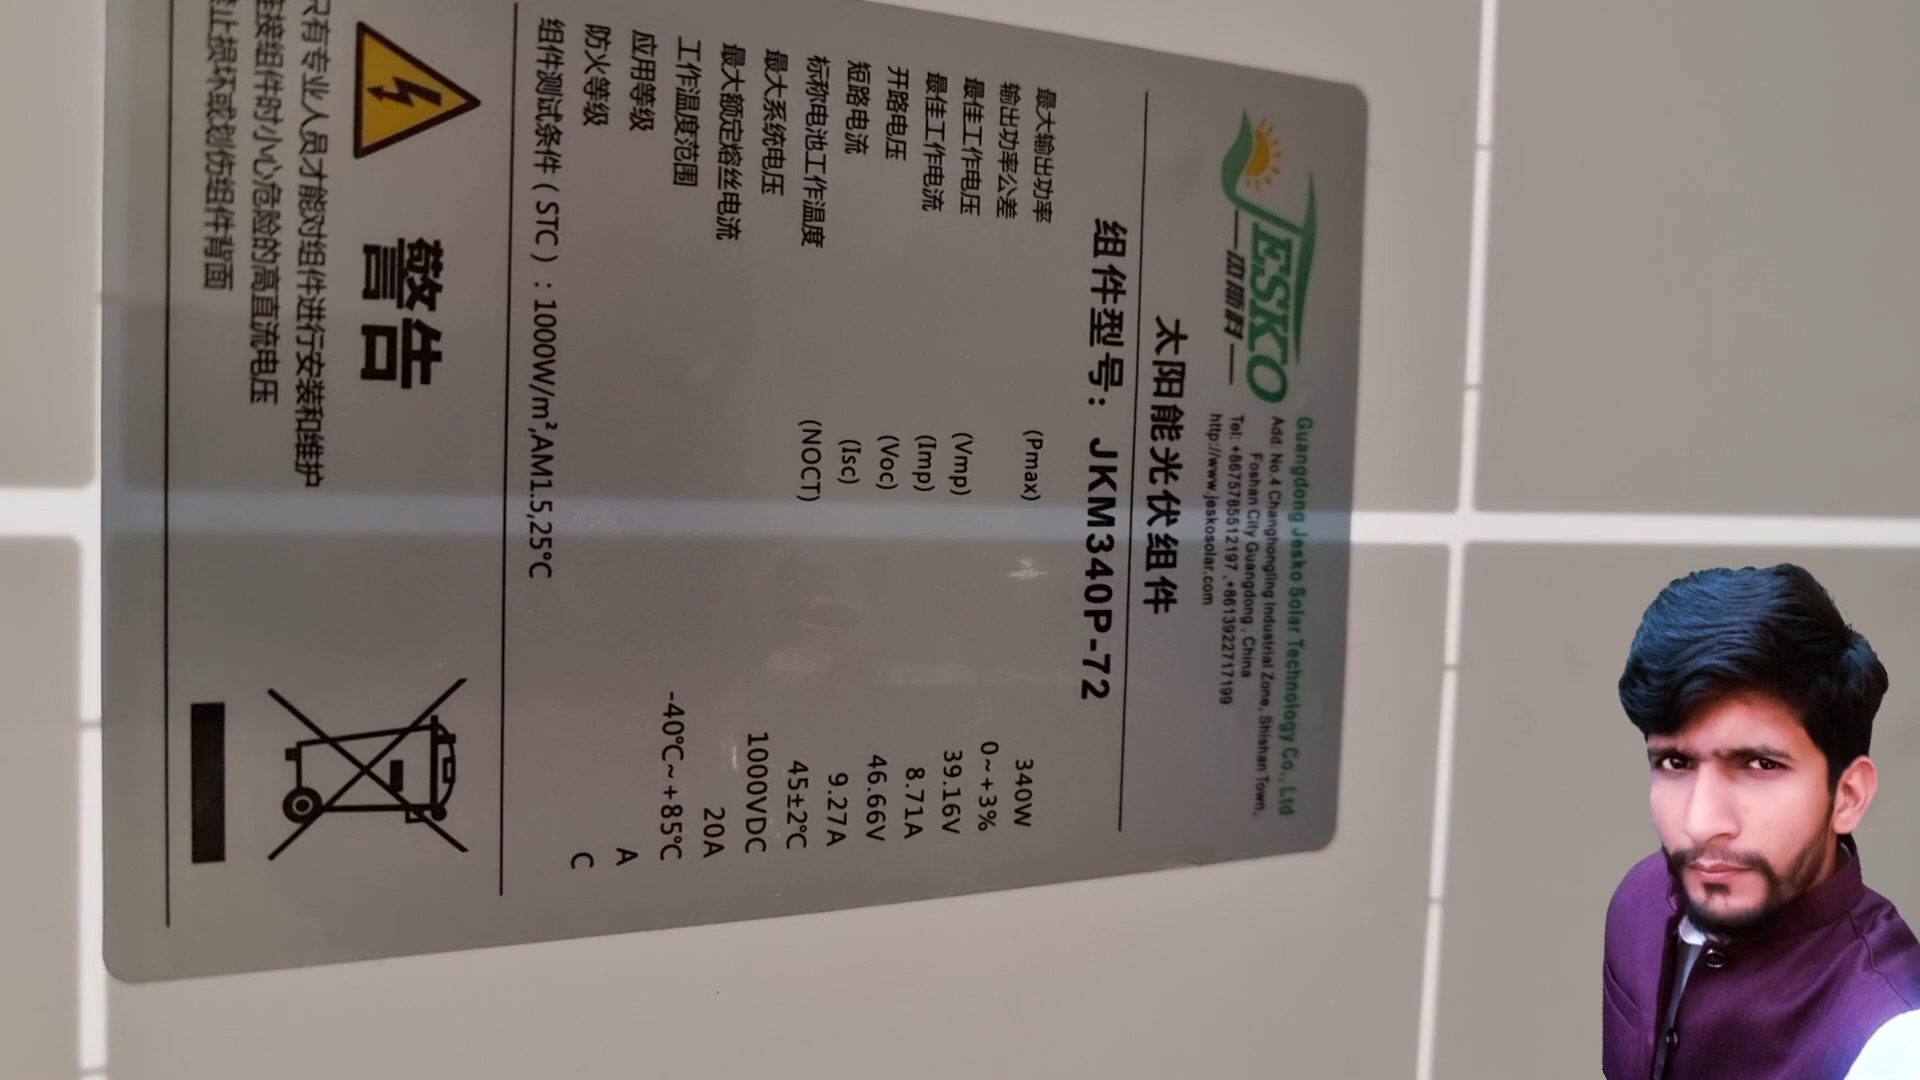 JESKO
杰斯科
Guangdong Jesko Solar Technology Co., Ltd
Add: No.4 Changhongling Industrial Zone, Shishan Town,
Foshan City Guangdong , China
Tel: +8675785512197 ,+8613922717199
http://www.jeskosolar.com
太阳能光伏组件
组件型号: JKM340P-72
最大输出功率 (Pmax) 340W
输出功率公差 0~+3%
最佳工作电压 (Vmp) 39.16V
最佳工作电流 (Imp) 8.71A
开路电压 (Voc) 46.66V
短路电流 (Isc) 9.27A
标称电池工作温度 (NOCT) 45±2℃
最大系统电压 1000VDC
最大额定熔丝电流 20A
工作温度范围 -40℃~+85℃
应用等级 A
防火等级 C
组件测试条件 ( STC ) : 1000W/m²,AM1.5,25℃
警告
只有专业人员才能对组件进行安装和维护
连接组件时小心危险的高直流电压
禁止损坏或划伤组件背面